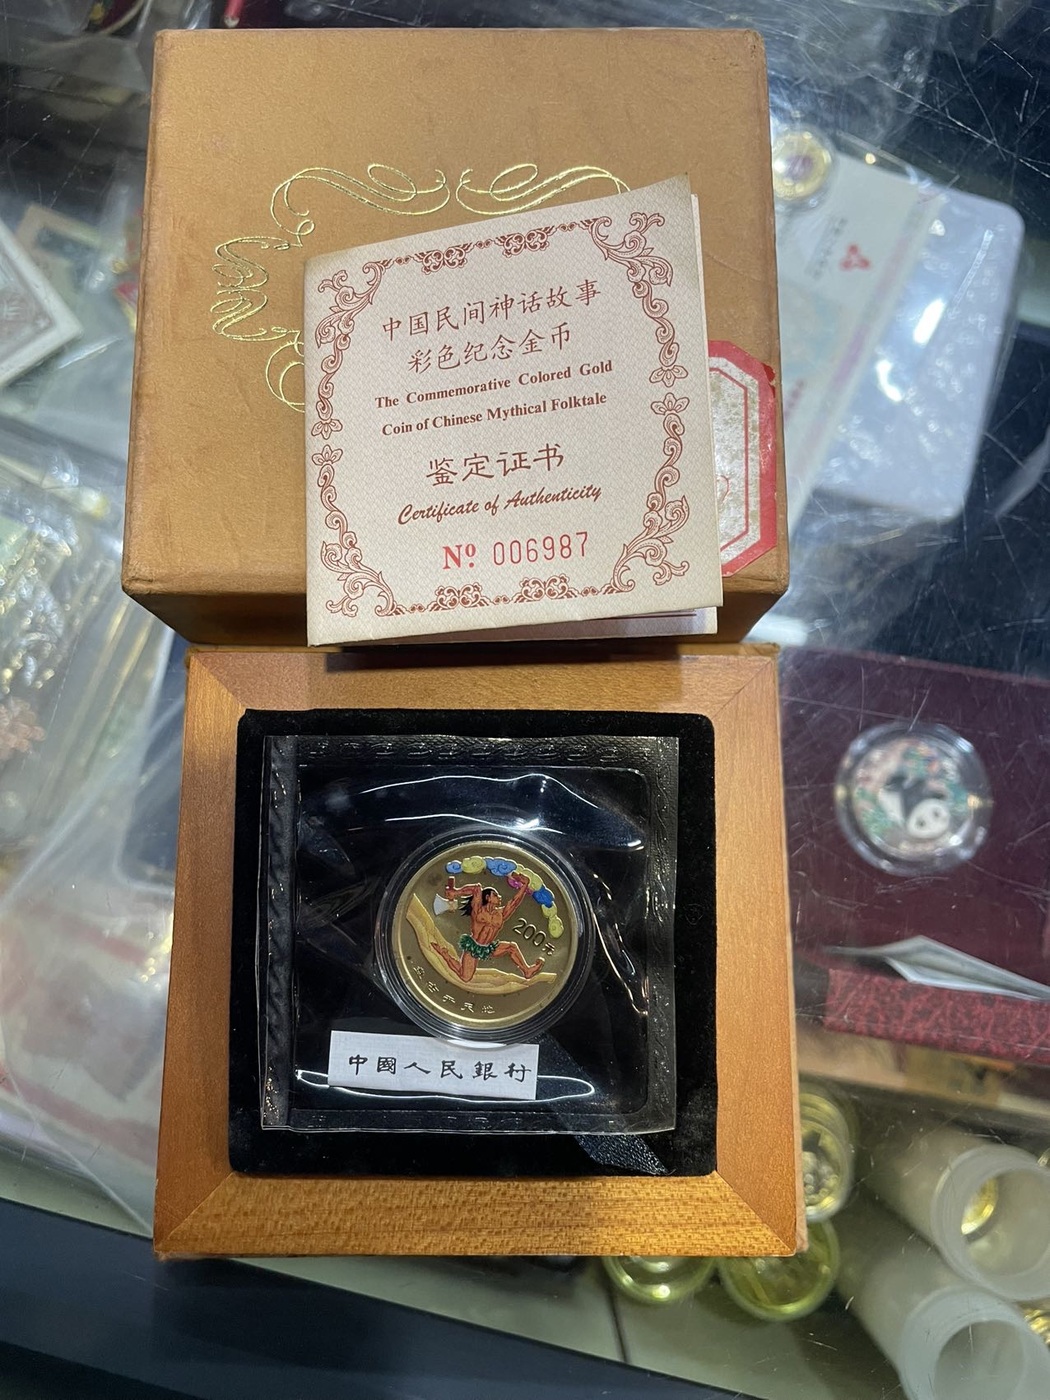 中国民间神话故事
彩色纪念金币
The Commemorative Colored Gold
Coin of Chinese Mythical Folktale
鉴定证书
Certificate of Authenticity
Nº 006987
200元
盘古开天地
中國人民銀行